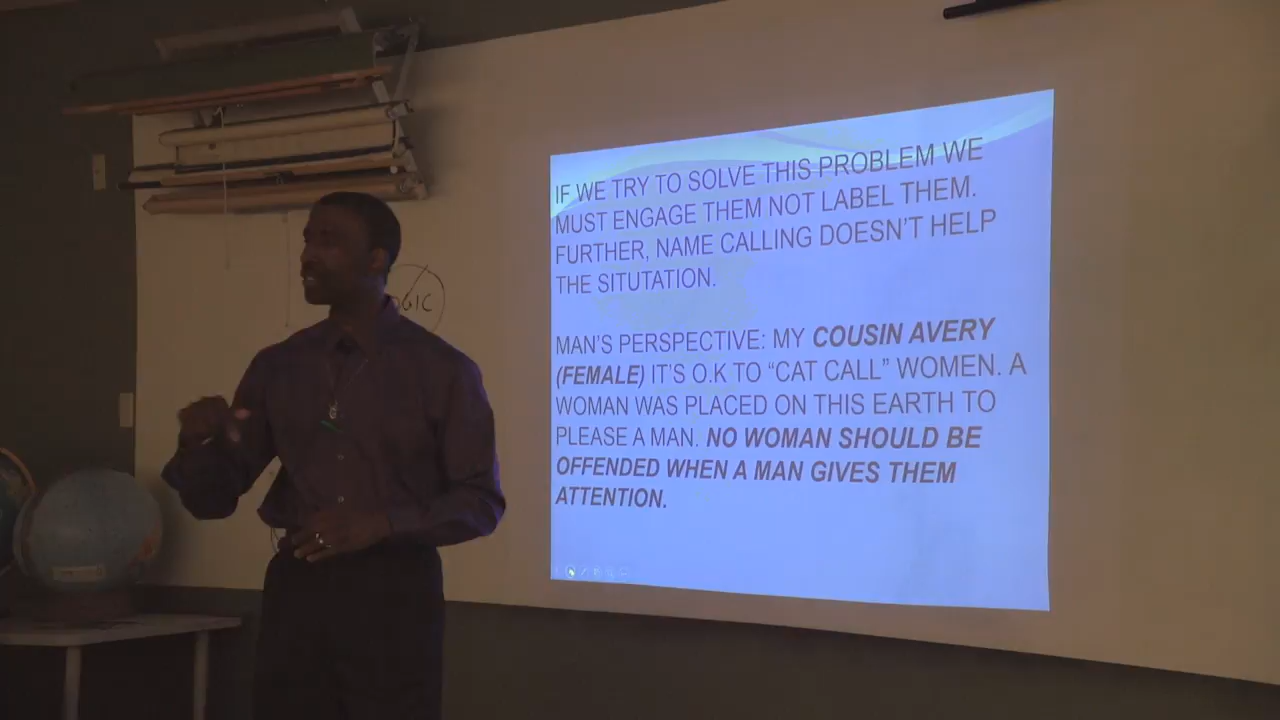 IF WE TRY TO SOLVE THIS PROBLEM WE
MUST ENGAGE THEM NOT LABEL THEM.
FURTHER, NAME CALLING DOESN'T HELP
THE SITUTATION.
MAN'S PERSPECTIVE: MY COUSIN AVERY
(FEMALE) IT'S O.K TO “CAT CALL” WOMEN. A
WOMAN WAS PLACED ON THIS EARTH TO
PLEASE A MAN. NO WOMAN SHOULD BE
OFFENDED WHEN A MAN GIVES THEM
ATTENTION.